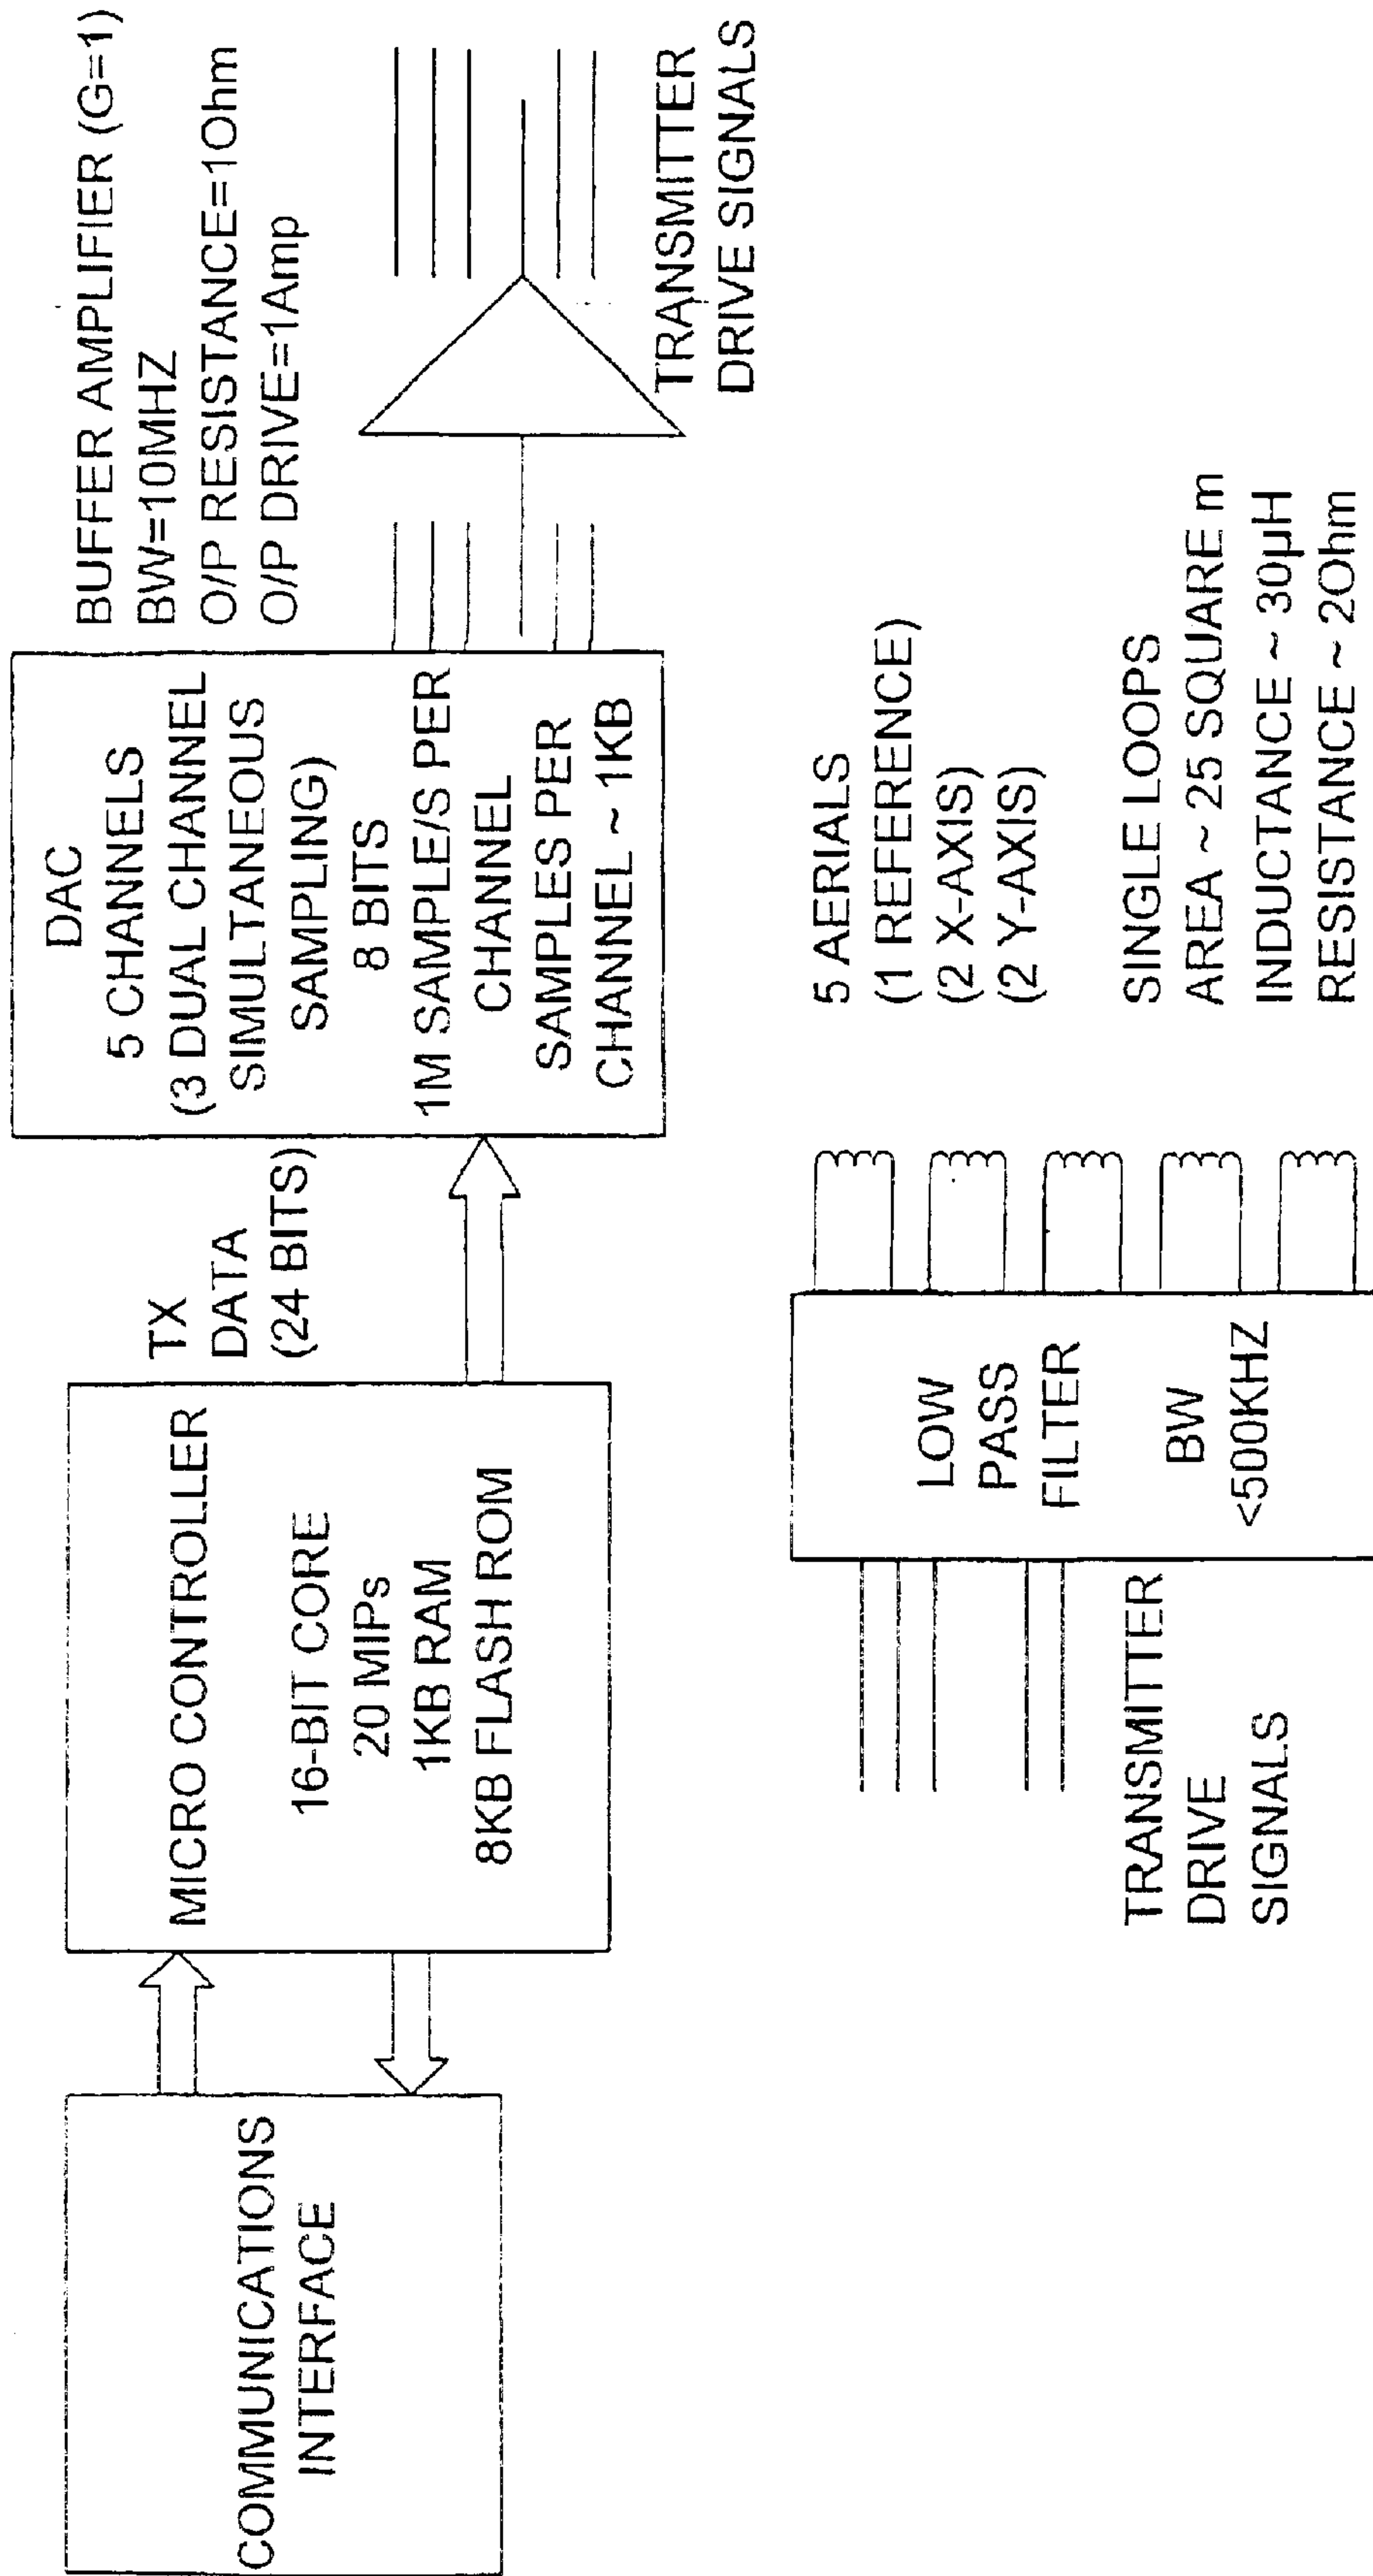 COMMUNICATIONS
INTERFACE
MICRO CONTROLLER
16-BIT CORE
20 MIPs
1KB RAM
8KB FLASH ROM
TX
DATA
(24 BITS)
DAC
5 CHANNELS
(3 DUAL CHANNEL
SIMULTANEOUS
SAMPLING)
8 BITS
1M SAMPLE/S PER
CHANNEL
SAMPLES PER
CHANNEL ~ 1KB
BUFFER AMPLIFIER (G=1)
BW=10MHZ
O/P RESISTANCE=1Ohm
O/P DRIVE=1Amp
TRANSMITTER
DRIVE SIGNALS
TRANSMITTER
DRIVE
SIGNALS
LOW
PASS
FILTER
BW
<500KHZ
5 AERIALS
(1 REFERENCE)
(2 X-AXIS)
(2 Y-AXIS)
SINGLE LOOPS
AREA ~ 25 SQUARE m
INDUCTANCE ~ 30µH
RESISTANCE ~ 2Ohm